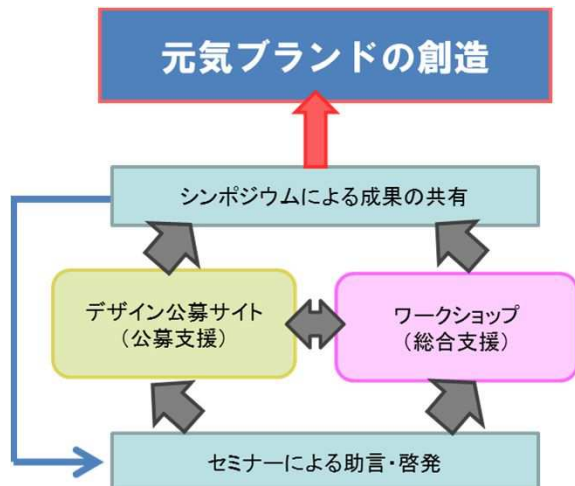 元気ブランドの創造
シンポジウムによる成果の共有
デザイン公募サイト
(公募支援)
ワークショップ
(総合支援)
セミナーによる助言・啓発